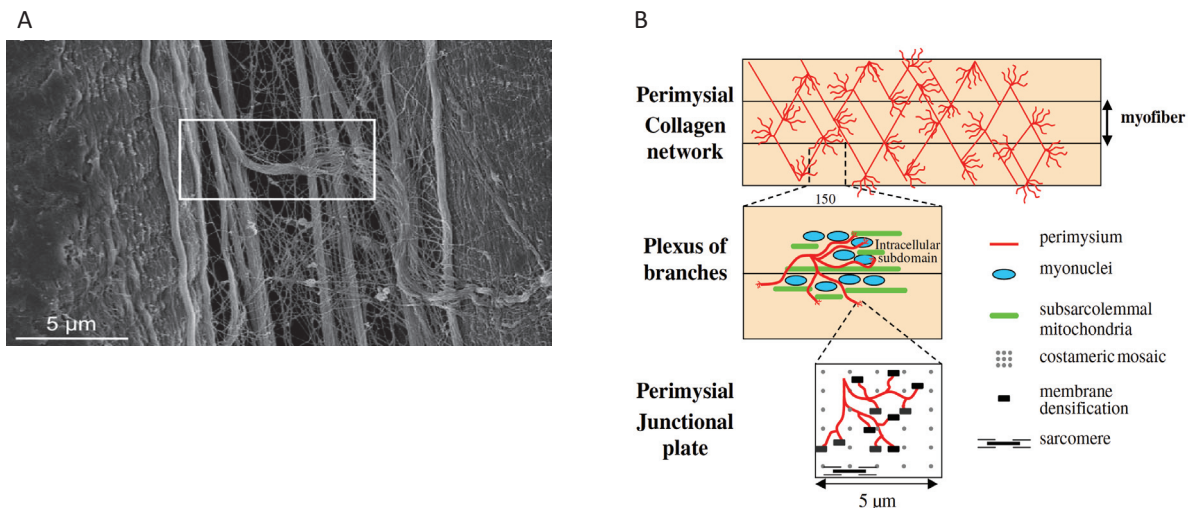 A
5 µm
B
Perimysial
Collagen
network
myofiber
150
Plexus of
branches
Intracellular
subdomain
Perimysial
Junctional
plate
5 µm
perimysium
myonuclei
subsarcolemmal
mitochondria
costameric mosaic
membrane
densification
sarcomere